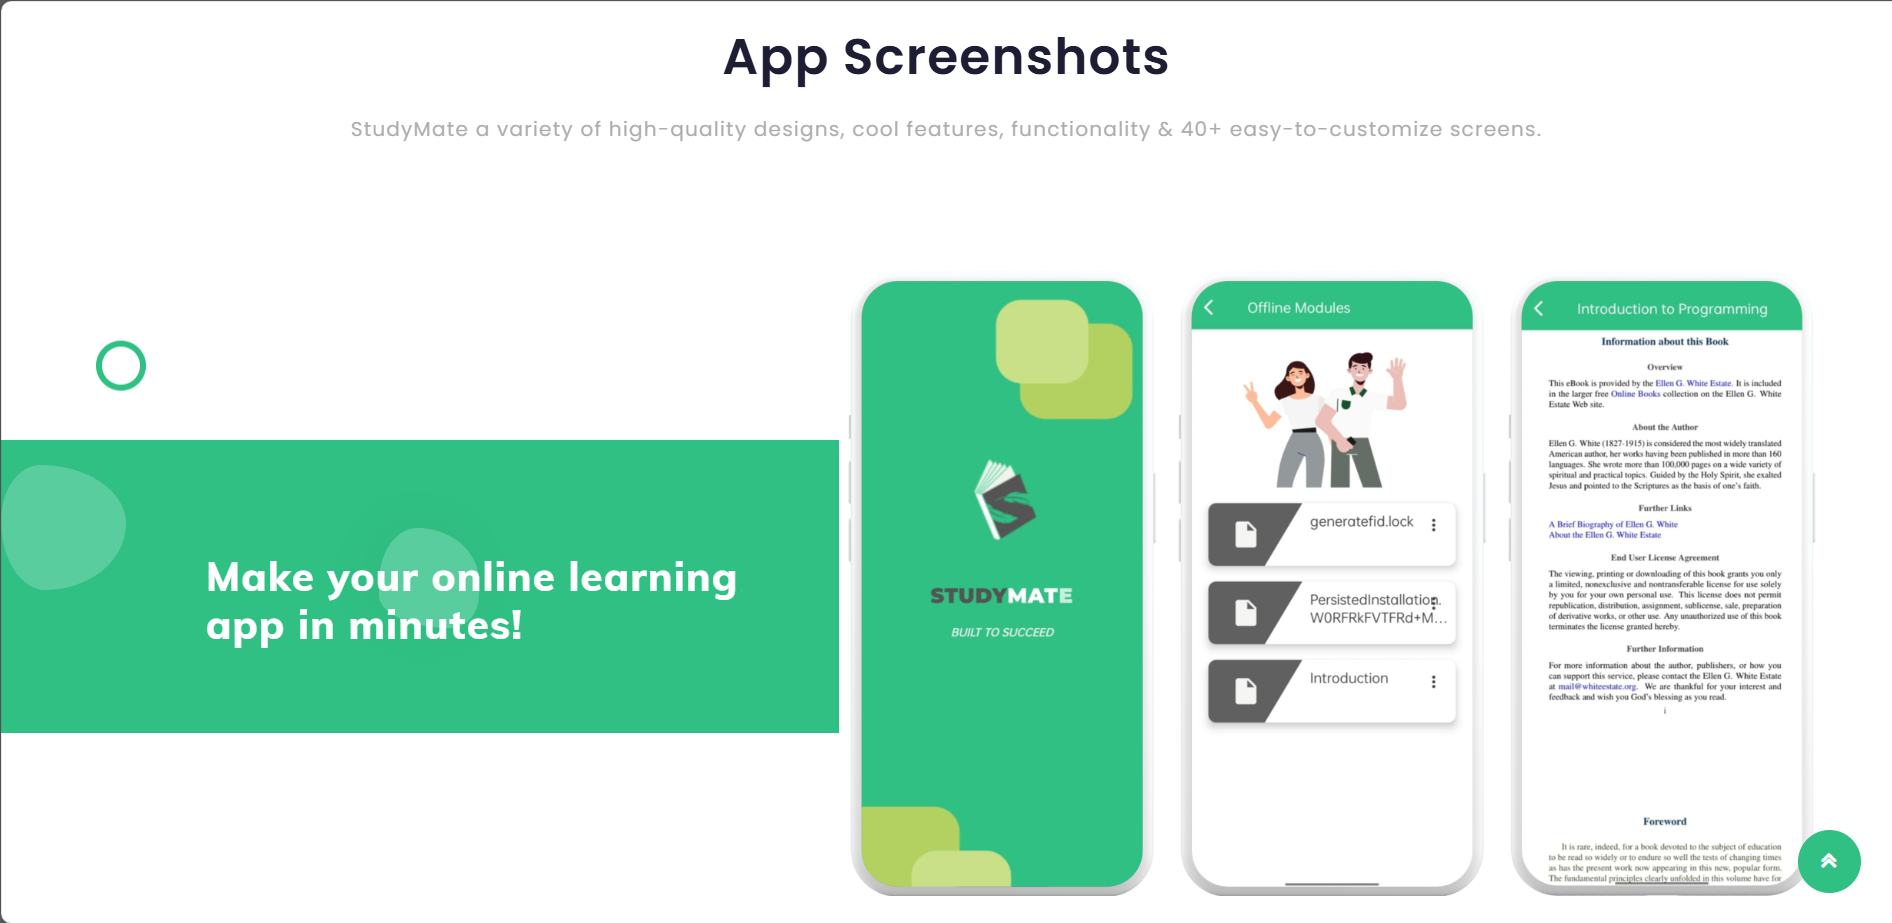 App Screenshots
StudyMate a variety of high-quality designs, cool features, functionality & 40+ easy-to-customize screens.
Make your online learning
app in minutes!
STUDYMATE
BUILT TO SUCCEED
Offline Modules
generatefid.lock
PersistedInstallation.
W0RFRkFVTFRd+M...
Introduction
Introduction to Programming
Information about this Book
Overview
This eBook is provided by the Ellen G. White Estate. It is included
in the larger free Online Books collection on the Ellen G. White
Estate Web site.
About the Author
Ellen G. White (1827-1915) is considered the most widely translated
American author, her works having been published in more than 160
languages. She wrote more than 100,000 pages on a wide variety of
spiritual and practical topics. Guided by the Holy Spirit, she exalted
Jesus and pointed to the Scriptures as the basis of one's faith.
Further Links
A Brief Biography of Ellen G. White
About the Ellen G. White Estate
End User License Agreement
The viewing, printing or downloading of this book grants you only
a limited, nonexclusive and nontransferable license for use solely
by you for your own personal use. This license does not permit
republication, distribution, assignment, sublicense, sale, preparation
of derivative works, or other use. Any unauthorized use of this book
terminates the license granted hereby.
Further Information
For more information about the author, publishers, or how you
can support this service, please contact the Ellen G. White Estate
at mail@whiteestate.org. We are thankful for your interest and
feedback and wish you God's blessing as you read.
i
Foreword
It is rare, indeed, for a book devoted to the subject of education
to be read so widely or to endure so well the tests of changing times
as has the present work now appearing in this new, popular form.
The fundamental principles clearly unfolded in this volume have for